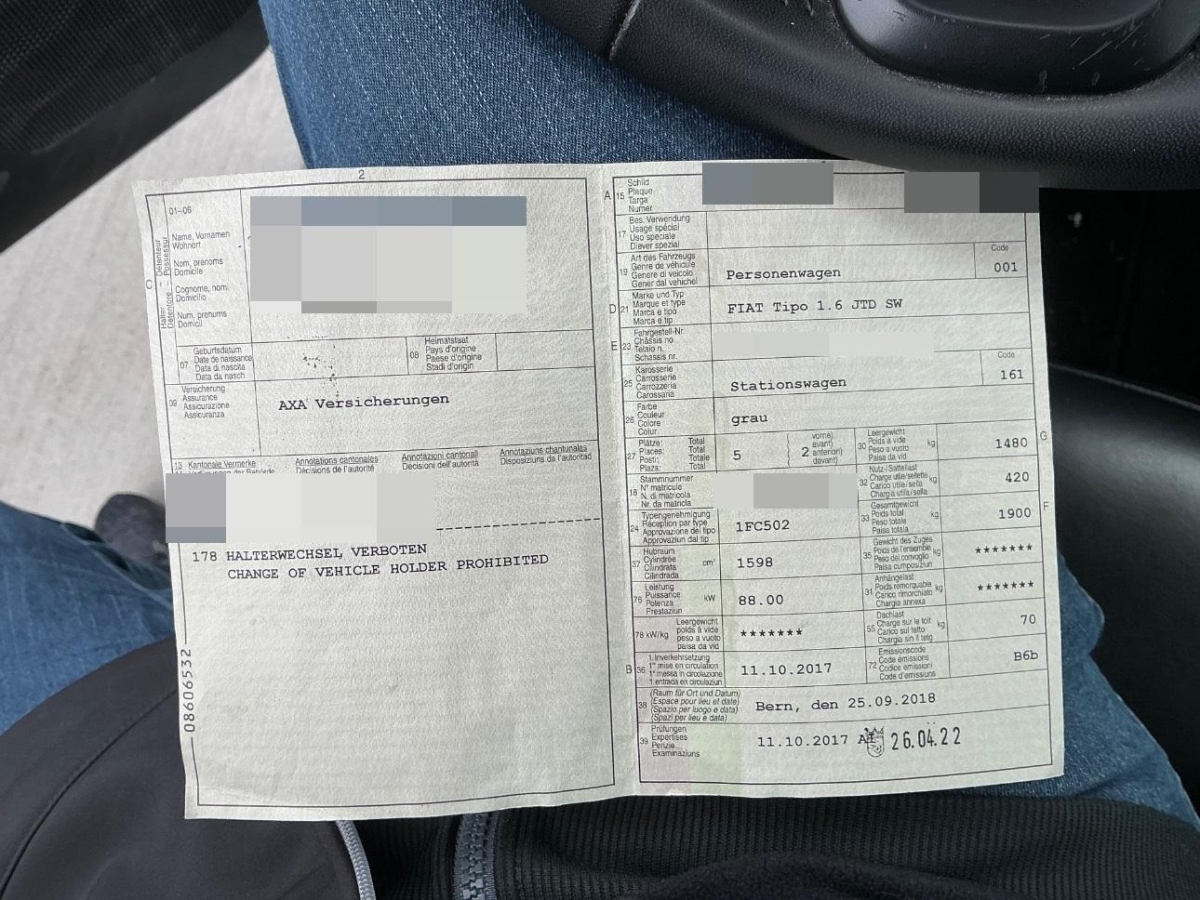 2
01-06
C
Halter
Détenteur
Detentore
Possessur
Name, Vornamen
Wohnort
Nom, prénoms
Domicile
Cognome, nomi
Domicilio
Num, prenums
Domicil
07
Geburtsdatum
Date de naissance
Data di nascita
Data da nasch.
08
Heimatstaat
Pays d'origine
Paese d'origine
Stadi d'origin
09
Versicherung
Assurance
Assicurazione
Assicuranza
AXA Versicherungen
13 Kantonale Vermerke
Annotations cantonales
Décisions de l'autorité
Annotazioni cantonali
Decisioni dell'autorità
Annotaziuns chantunalas
Disposiziuns da l'autoritad
178 HALTERWECHSEL VERBOTEN
CHANGE OF VEHICLE HOLDER PROHIBITED
08606532
A 15
Schild
Plaque
Targa
Numer
17
Bes. Verwendung
Usage spécial
Uso speciale
Diever spezial
19
Art des Fahrzeugs
Genre de véhicule
Genere di veicolo
Gener dal vehichel
Personenwagen
Code
001
D 21
Marke und Typ
Marque et type
Marca e tipo
Marca e tip
FIAT Tipo 1.6 JTD SW
E 23
Fahrgestell-Nr.
Châssis no
Telaio n.
Schassis nr.
25
Karosserie
Carrosserie
Carrozzeria
Carossaria
Stationswagen
Code
161
26
Farbe
Couleur
Colore
Colur
grau
27
Plätze: Total
Places: Total
Posti: Totale
Plazs: Total
5
2
vorne)
avant)
anteriori)
davant)
30
Leergewicht
Poids à vide
Peso a vuoto
Paisa da vid
kg
1480
G
18
Stammnummer
N° matricule
N. di matricola
Nr. da matricla
32
Nutz-/Sattellast
Charge utile/sellette
Carico utile/sella
Chargia utila/sella
kg
420
24
Typengenehmigung
Réception par type
Approvazione del tipo
Approvaziun dal tip
1FC502
33
Gesamtgewicht
Poids total
Peso totale
Paisa totala
kg
1900
F
37
Hubraum
Cylindrée
Cilindrata
Cilindrada
cm³
1598
35
Gewicht des Zuges
Poids de l'ensemble
Peso del convoglio
Paisa cumposiziun
kg
*******
76
Leistung
Puissance
Potenza
Prestaziun
kW
88.00
31
Anhängelast
Poids remorquable
Carico rimorchiato
Chargia annexa
kg
*******
78 kW/kg
Leergewicht
poids à vide
peso a vuoto
paisa da vid
*******
55
Dachlast
Charge sur le toit
Carico sul tetto
Chargia sin il tetg
kg
70
B 36
1. Inverkehrsetzung
1re mise en circulation
1a messa in circolazione
1. entrada en circulaziun
11.10.2017
72
Emissionscode
Code émissions
Codice emissioni
Code d'emissiuns
B6b
38
(Raum für Ort und Datum)
(Espace pour lieu et date)
(Spazio per luogo e data)
(Spazi per lieu e data)
Bern, den 25.09.2018
39
Prüfungen
Expertises
Perizie
Examinaziuns
11.10.2017
26.04.22